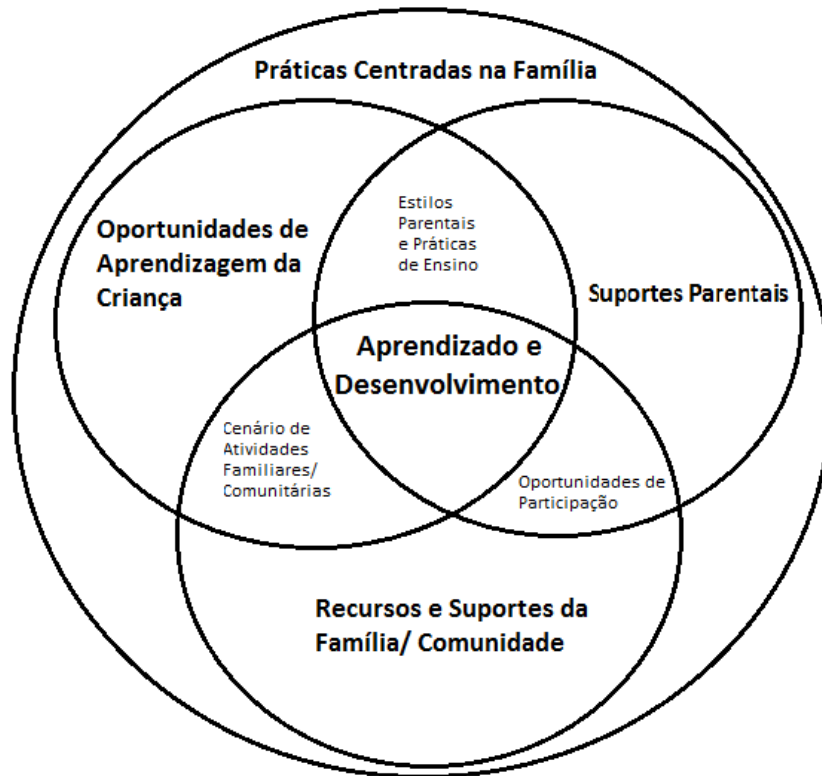 Práticas Centradas na Família
Estilos
Parentais
e Práticas
de Ensino
Oportunidades de
Aprendizagem da
Criança
Suportes Parentais
Aprendizado e
Desenvolvimento
Cenário de
Atividades
Familiares/
Comunitárias
Oportunidades de
Participação
Recursos e Suportes da
Família/ Comunidade